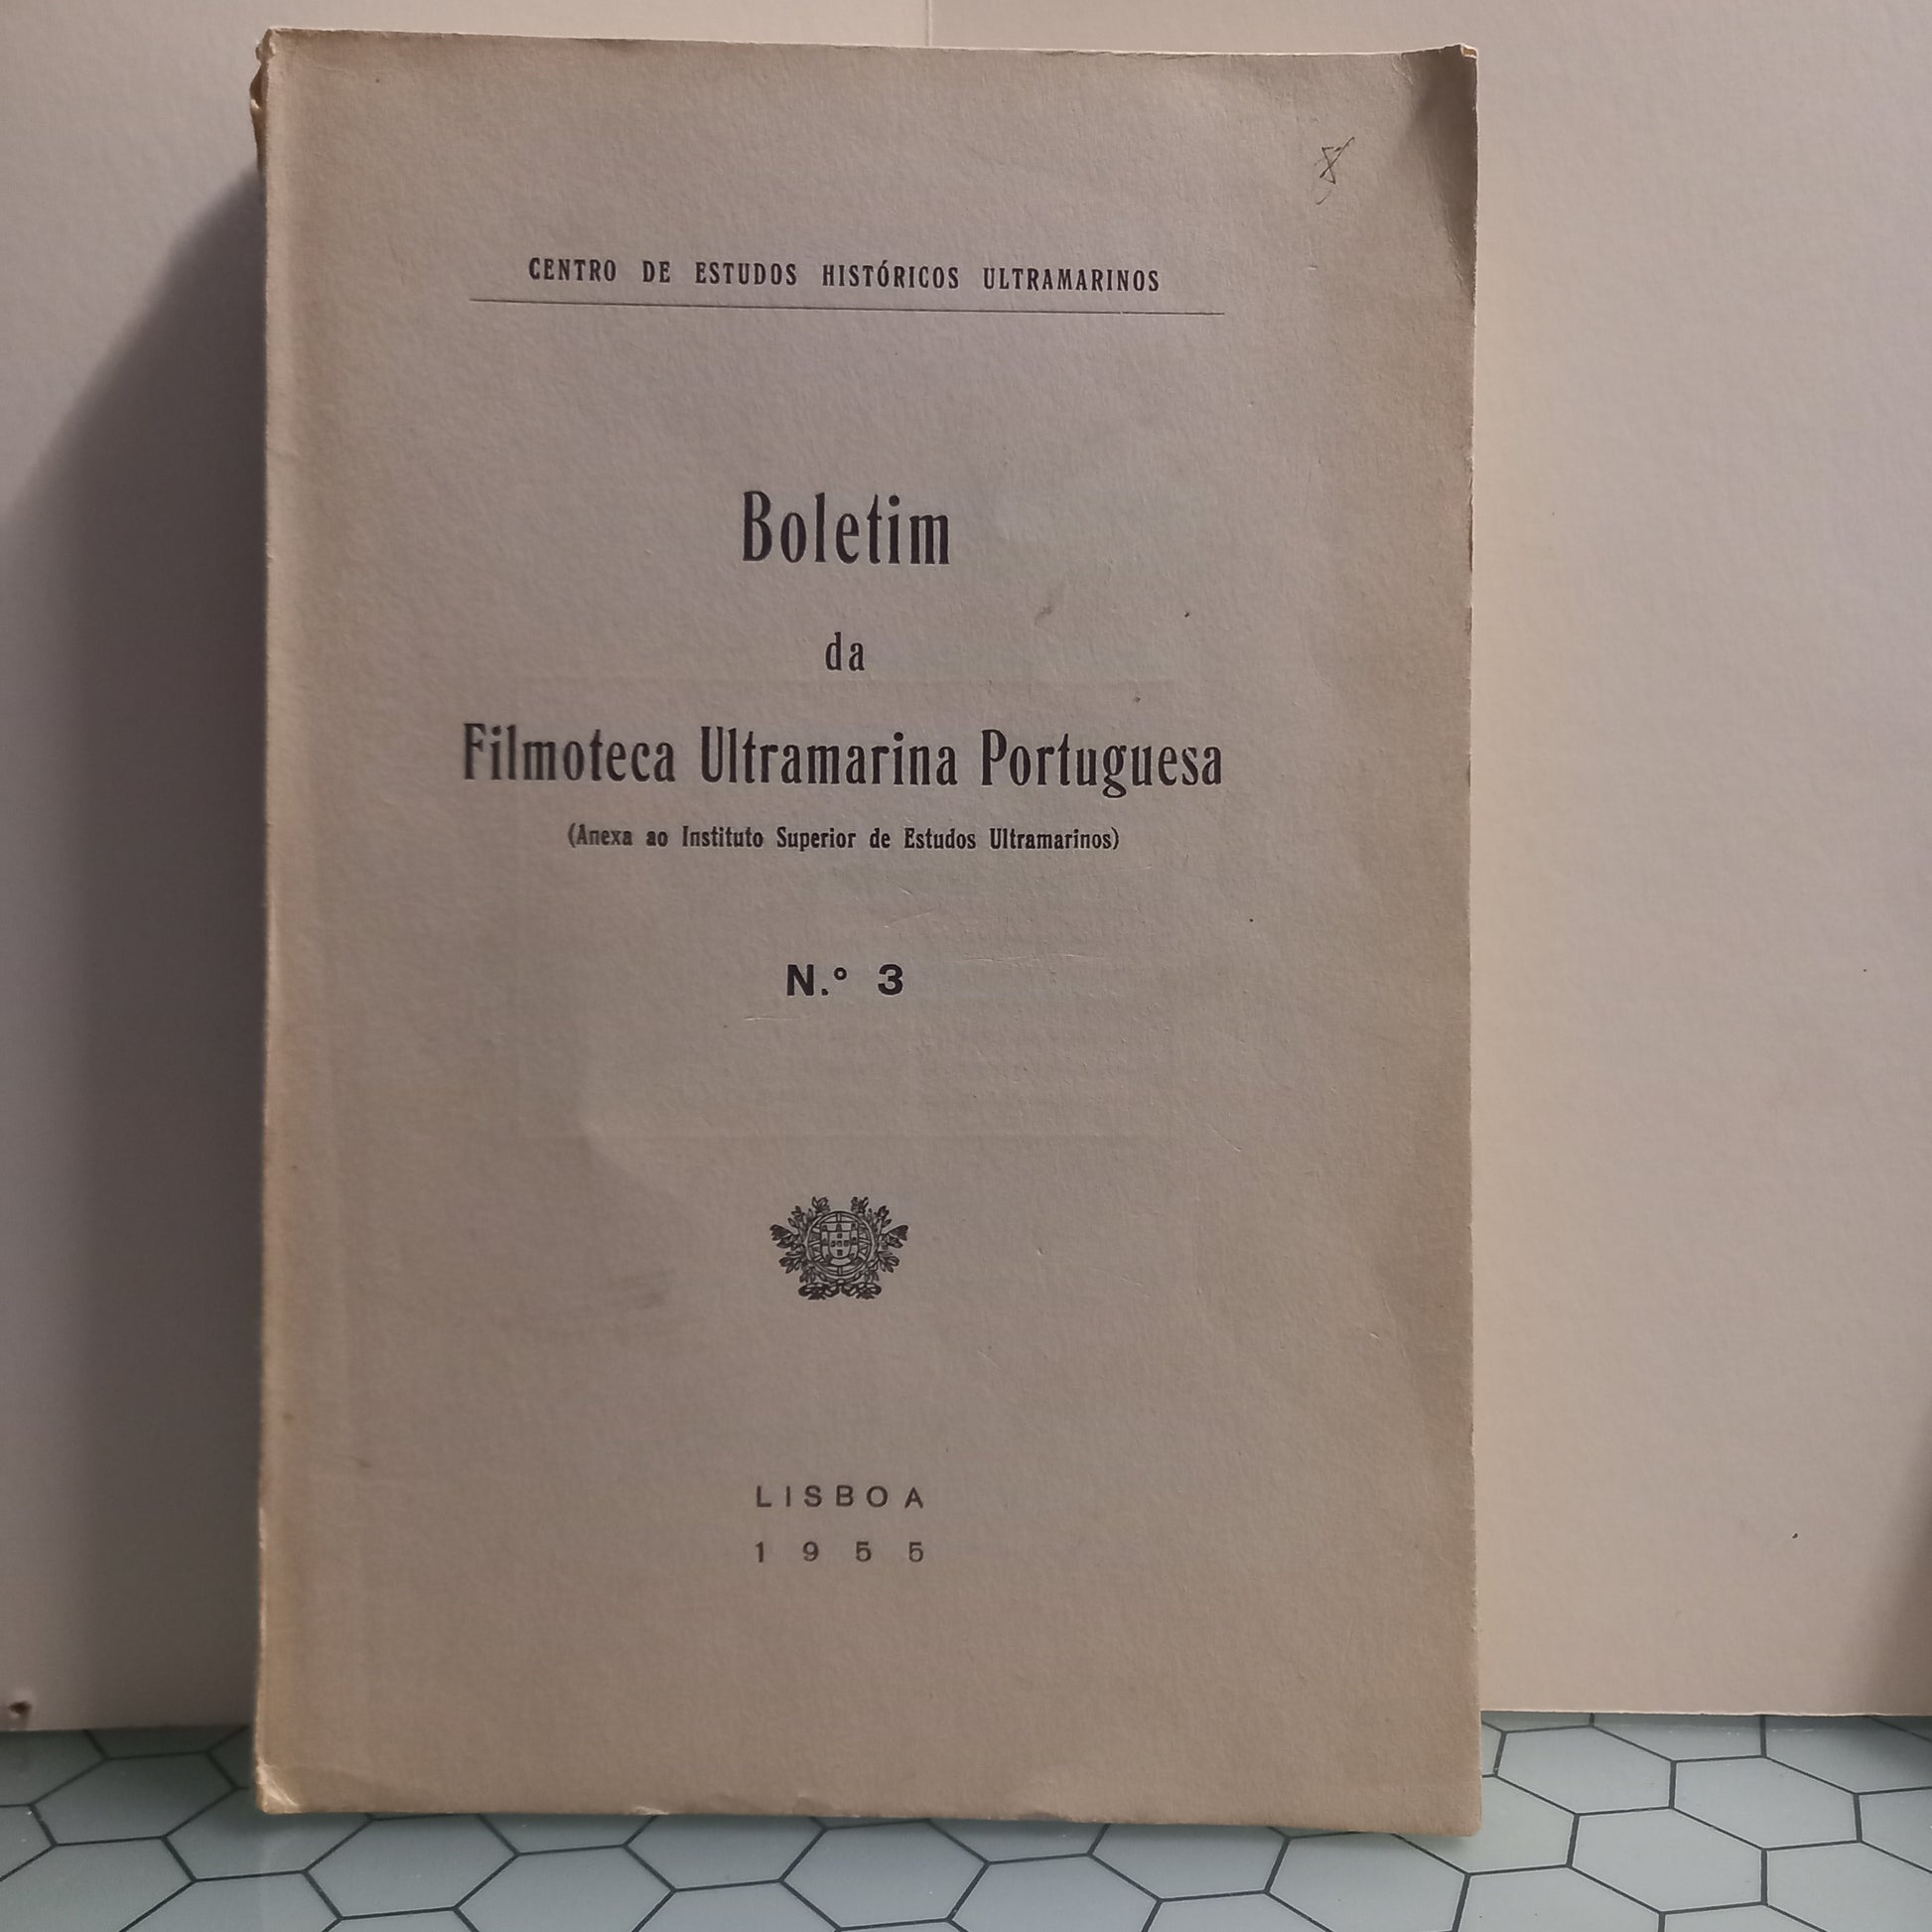 CENTRO DE ESTUDOS HISTÓRICOS ULTRAMARINOS
Boletim
da
Filmoteca Ultramarina Portuguesa
(Anexa ao Instituto Superior de Estudos Ultramarinos)
N.º 3
LISBOA
1955